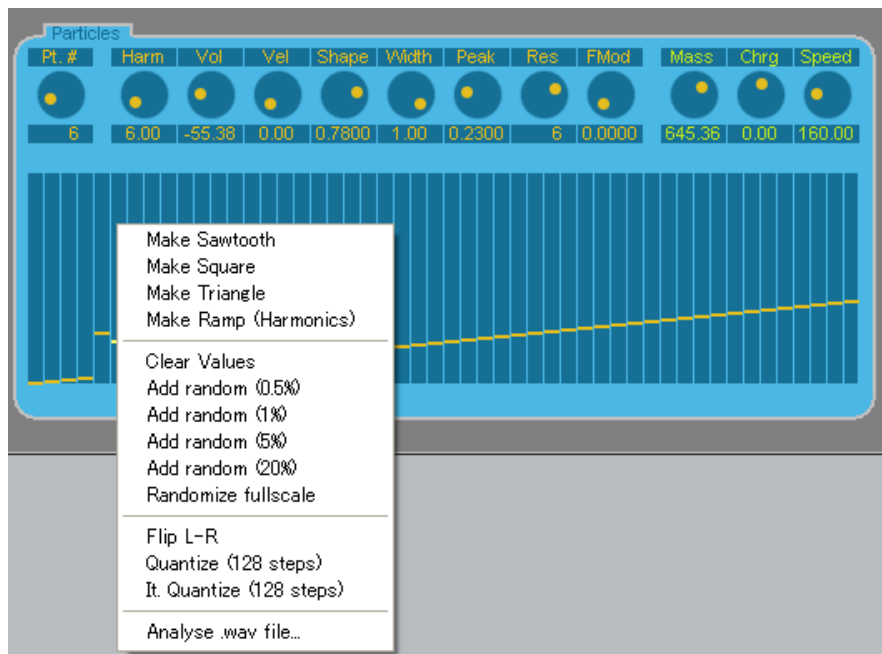 Particles
Pt. # Harm Vol Vel Shape Width Peak Res FMod Mass Chrg Speed
6 6.00 -55.38 0.00 0.7800 1.00 0.2300 6 0.0000 645.36 0.00 160.00
Make Sawtooth
Make Square
Make Triangle
Make Ramp (Harmonics)
Clear Values
Add random (0.5%)
Add random (1%)
Add random (5%)
Add random (20%)
Randomize fullscale
Flip L-R
Quantize (128 steps)
It. Quantize (128 steps)
Analyse .wav file...